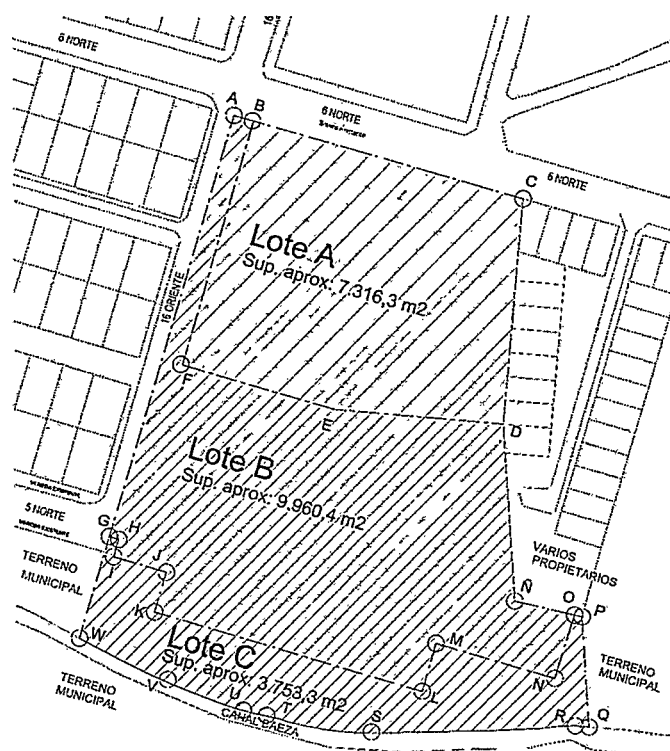 6 NORTE
6 NORTE
6 NORTE
A
B
C
Lote A
Sup. aprox: 7.316,3 m2
16 ORIENTE
F
E
D
Lote B
Sup. aprox: 9.960,4 m2
5 NORTE
G
H
I
J
K
TERRENO
MUNICIPAL
VARIOS
PROPIETARIOS
Ñ
O
P
M
N
L
TERRENO
MUNICIPAL
Lote C
Sup. aprox: 3.753,3 m2
W
V
U
T
S
R
Q
CANAL BAEZA
TERRENO
MUNICIPAL